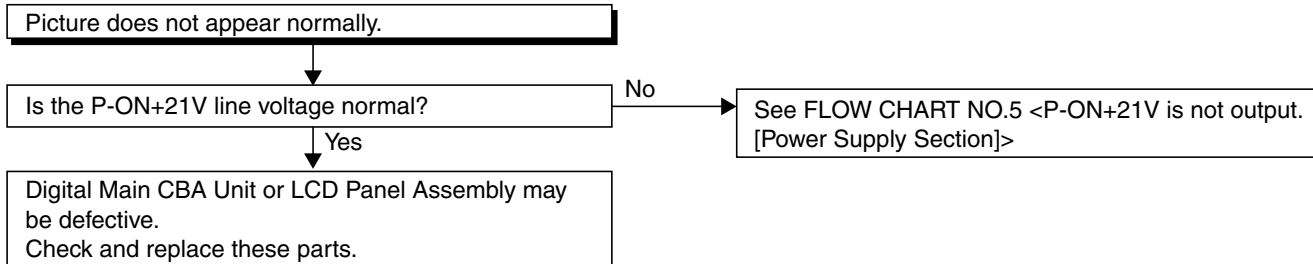 Picture does not appear normally.
Is the P-ON+21V line voltage normal?
No
See FLOW CHART NO.5 <P-ON+21V is not output.
[Power Supply Section]>
Yes
Digital Main CBA Unit or LCD Panel Assembly may
be defective.
Check and replace these parts.